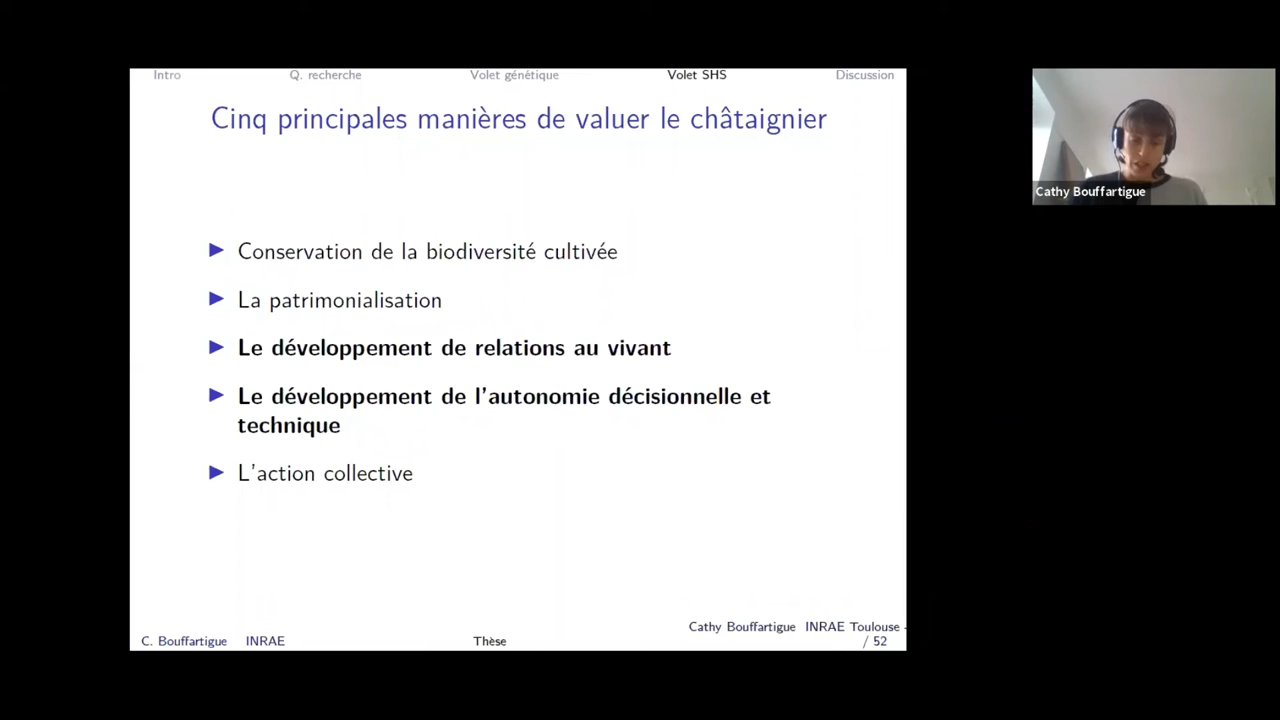 Intro Q. recherche Volet génétique Volet SHS Discussion
Cinq principales manières de valuer le châtaignier
Conservation de la biodiversité cultivée
La patrimonialisation
Le développement de relations au vivant
Le développement de l'autonomie décisionnelle et
technique
L'action collective
Cathy Bouffartigue INRAE Toulouse -
C. Bouffartigue INRAE Thèse / 52
Cathy Bouffartigue